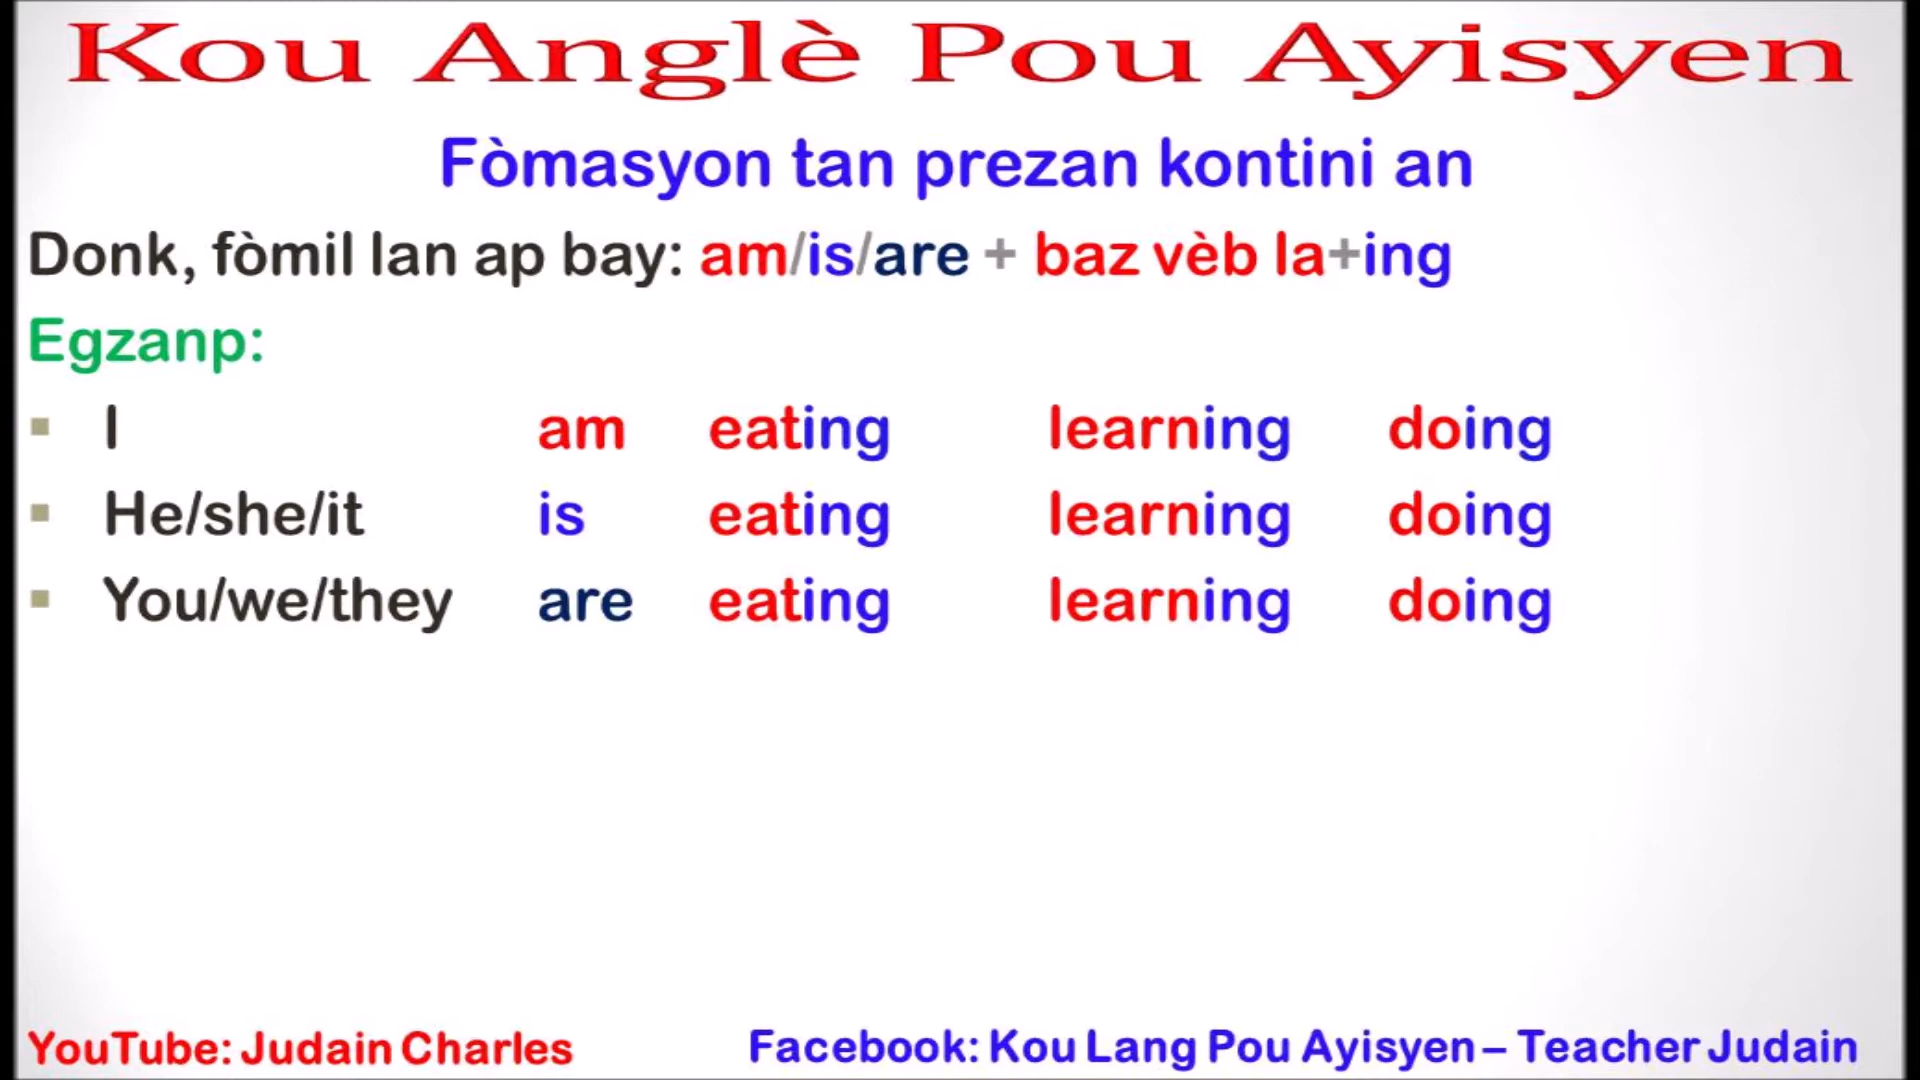 Kou Anglè Pou Ayisyen
Fòmasyon tan prezan kontini an
Donk, fòmil lan ap bay: am/is/are + baz vèb la+ing
Egzanp:
▪ I am eating learning doing
▪ He/she/it is eating learning doing
▪ You/we/they are eating learning doing
YouTube: Judain Charles Facebook: Kou Lang Pou Ayisyen – Teacher Judain